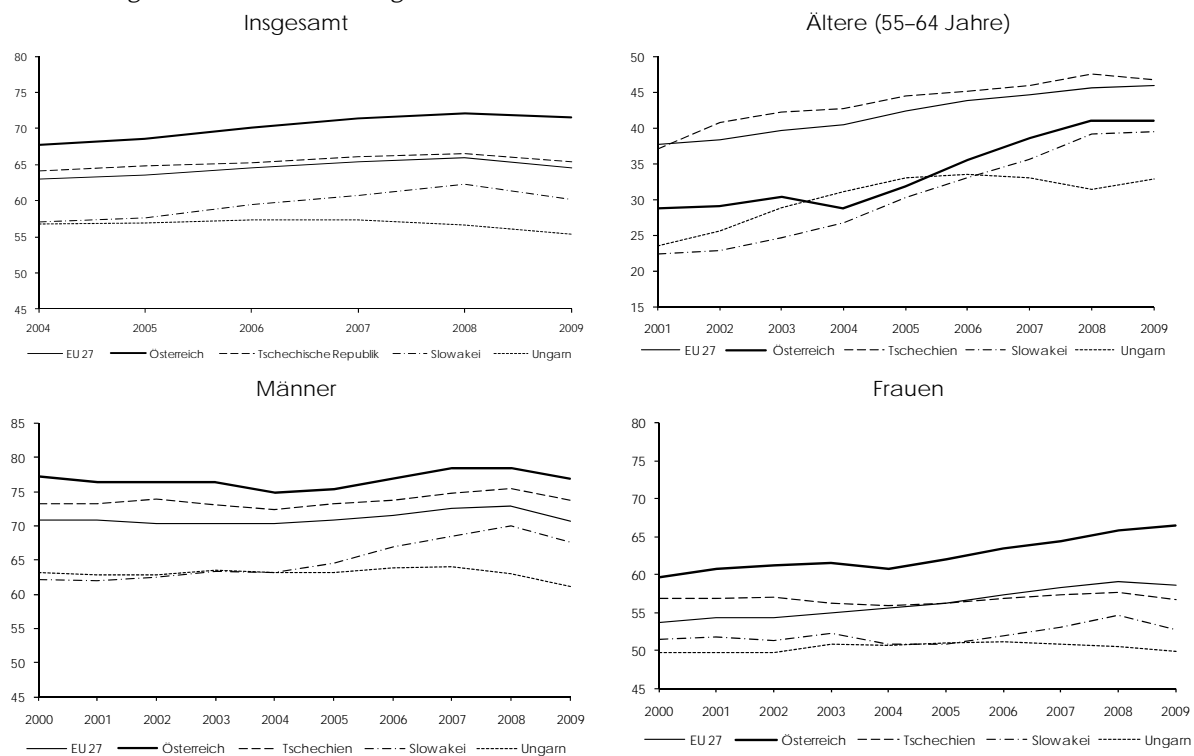 Insgesamt
80
75
70
65
60
55
50
45
2004 2005 2006 2007 2008 2009
EU 27 Österreich Tschechische Republik Slowakei Ungarn
Ältere (55–64 Jahre)
50
45
40
35
30
25
20
15
2001 2002 2003 2004 2005 2006 2007 2008 2009
EU 27 Österreich Tschechien Slowakei Ungarn
Männer
85
80
75
70
65
60
55
50
45
2000 2001 2002 2003 2004 2005 2006 2007 2008 2009
EU 27 Österreich Tschechien Slowakei Ungarn
Frauen
80
75
70
65
60
55
50
45
2000 2001 2002 2003 2004 2005 2006 2007 2008 2009
EU 27 Österreich Tschechien Slowakei Ungarn